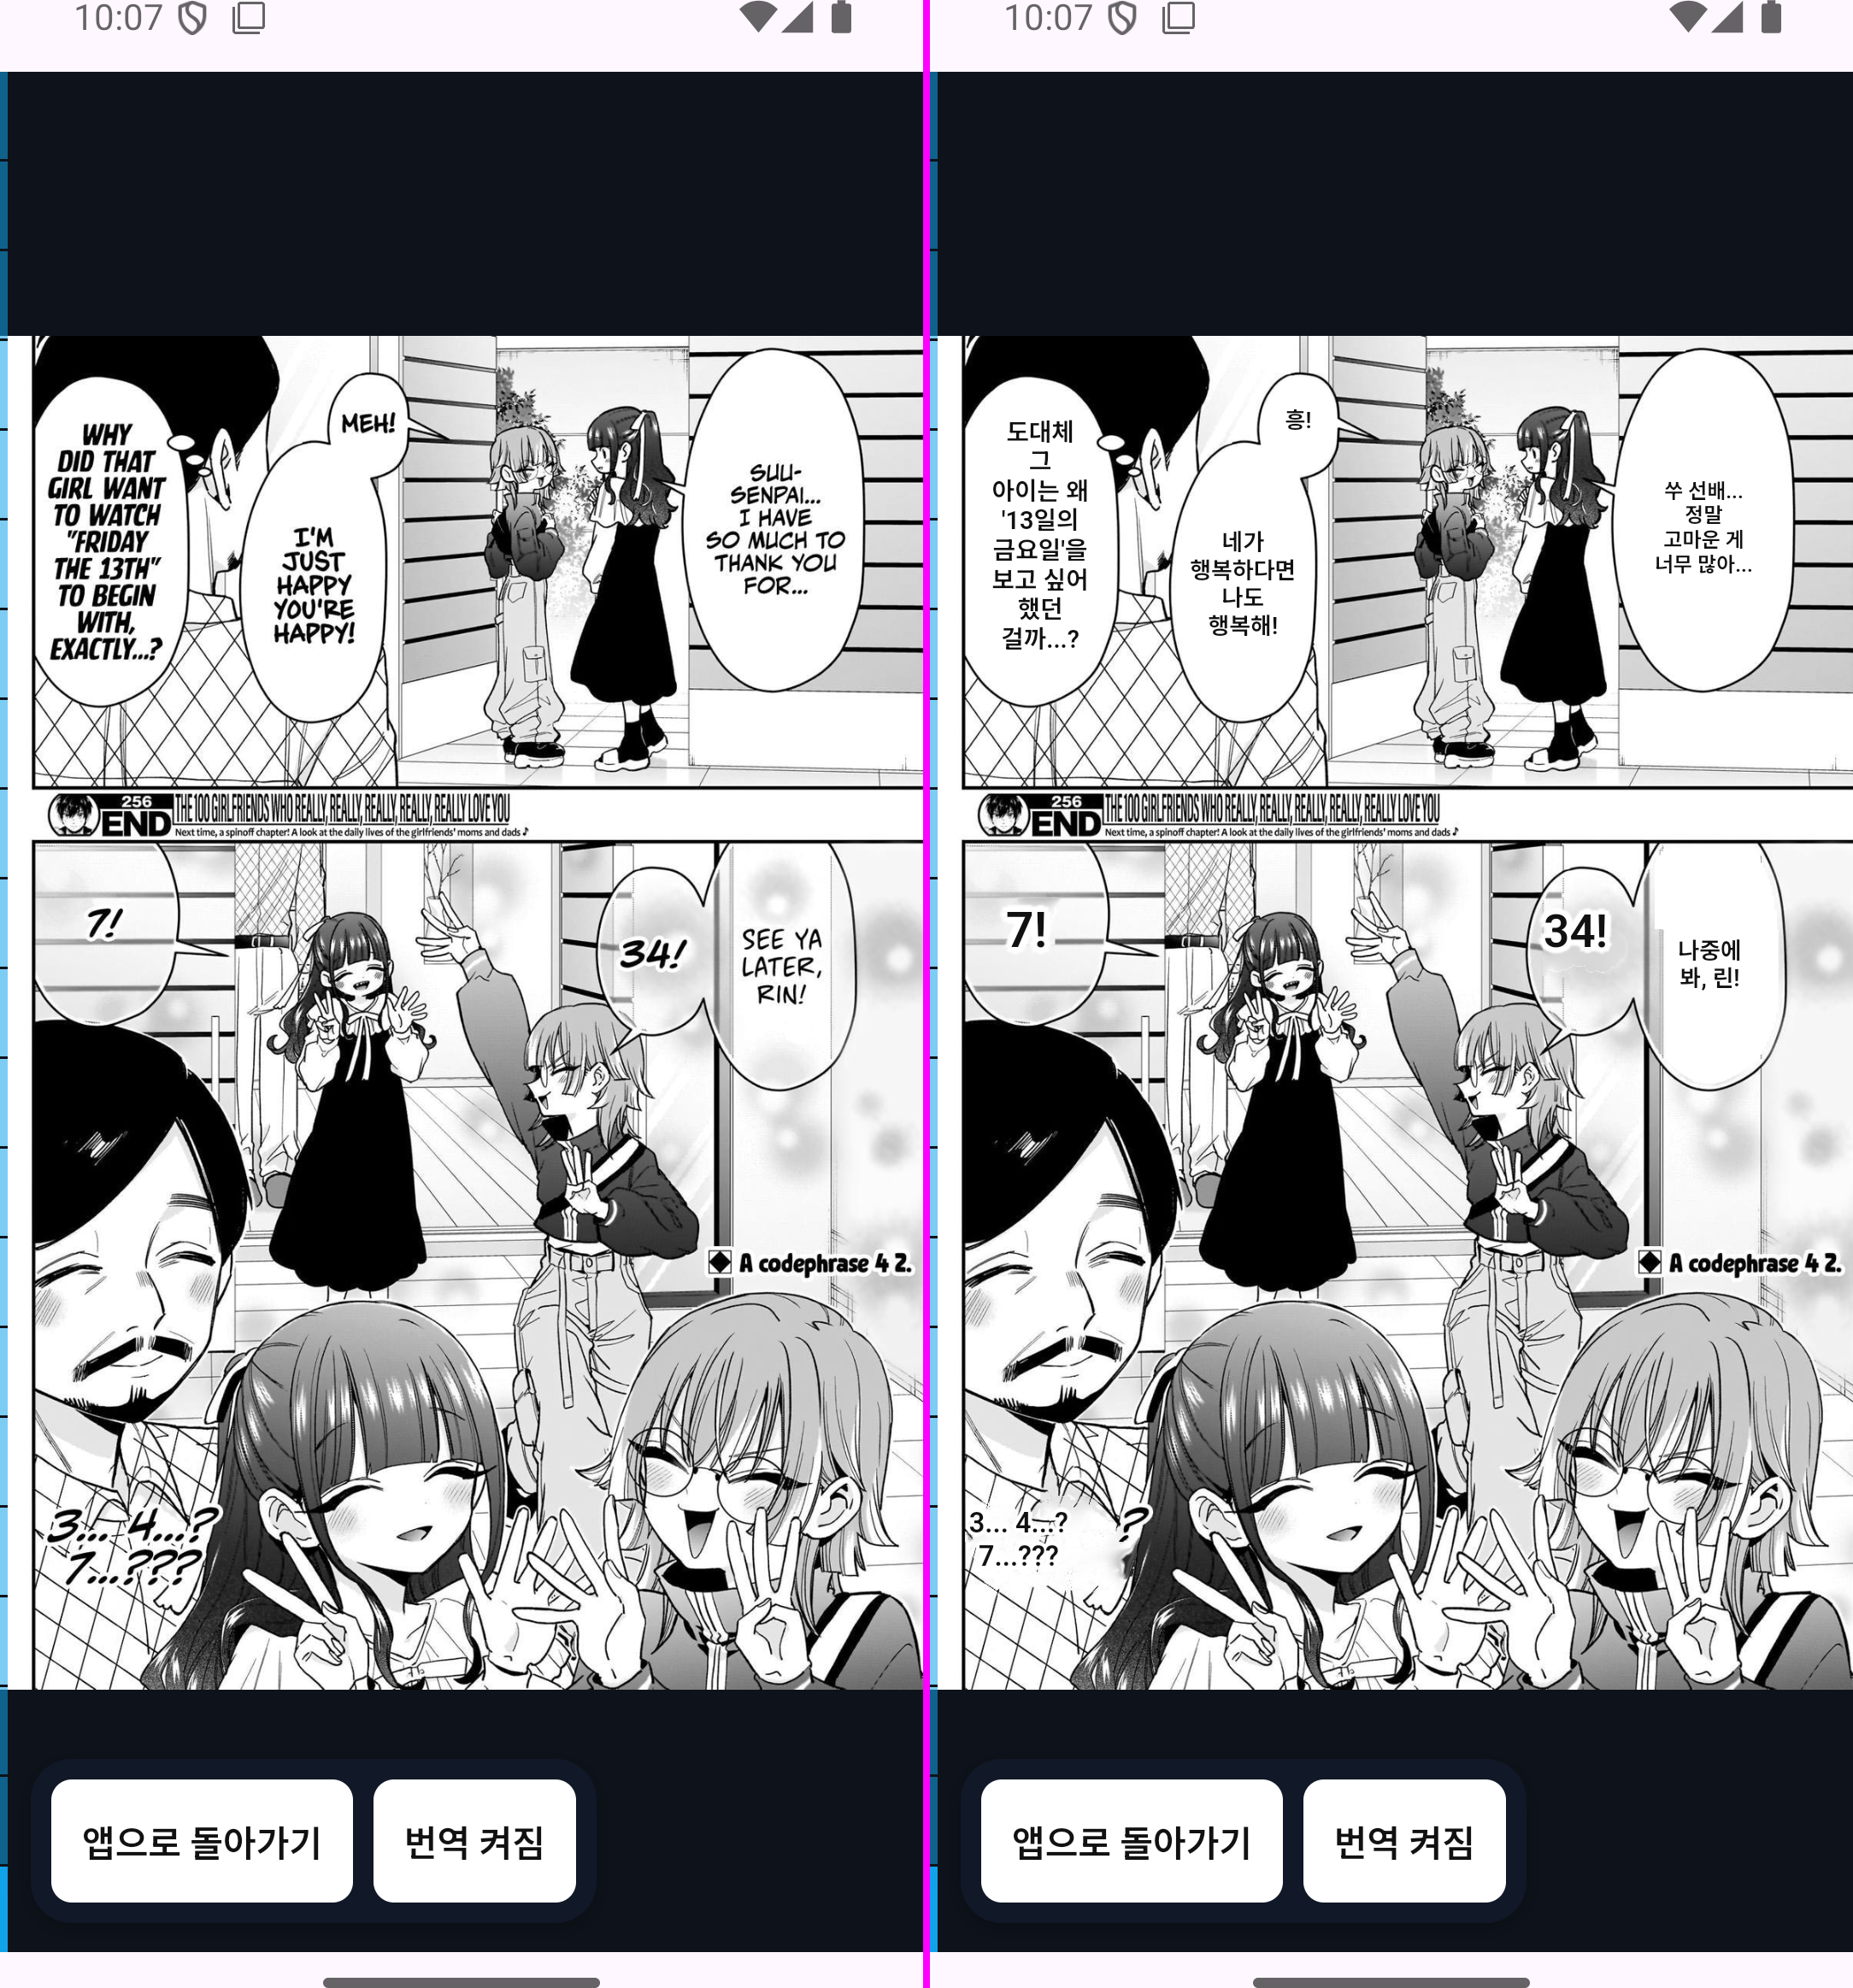 10:07
WHY
DID THAT
GIRL WANT
TO WATCH
"FRIDAY
THE 13TH"
TO BEGIN
WITH,
EXACTLY...?
MEH!
I'M
JUST
HAPPY
YOU'RE
HAPPY!
SUU-
SENPAI...
I HAVE
SO MUCH TO
THANK YOU
FOR...
256
END
THE 100 GIRLFRIENDS WHO REALLY, REALLY, REALLY, REALLY, REALLY LOVE YOU
Next time, a spinoff chapter! A look at the daily lives of the girlfriends' moms and dads♪
7!
34!
SEE YA
LATER,
RIN!
A codephrase 4 2.
3... 4...?
7...???
앱으로 돌아가기
번역 켜짐
10:07
도대체
그
아이는 왜
'13일의
금요일'을
보고 싶어
했던
걸까...?
흥!
네가
행복하다면
나도
행복해!
쑤 선배...
정말
고마운 게
너무 많아...
256
END
THE 100 GIRLFRIENDS WHO REALLY, REALLY, REALLY, REALLY, REALLY LOVE YOU
Next time, a spinoff chapter! A look at the daily lives of the girlfriends' moms and dads♪
7!
34!
나중에
봐, 린!
A codephrase 4 2.
3... 4...? ?
7...???
앱으로 돌아가기
번역 켜짐